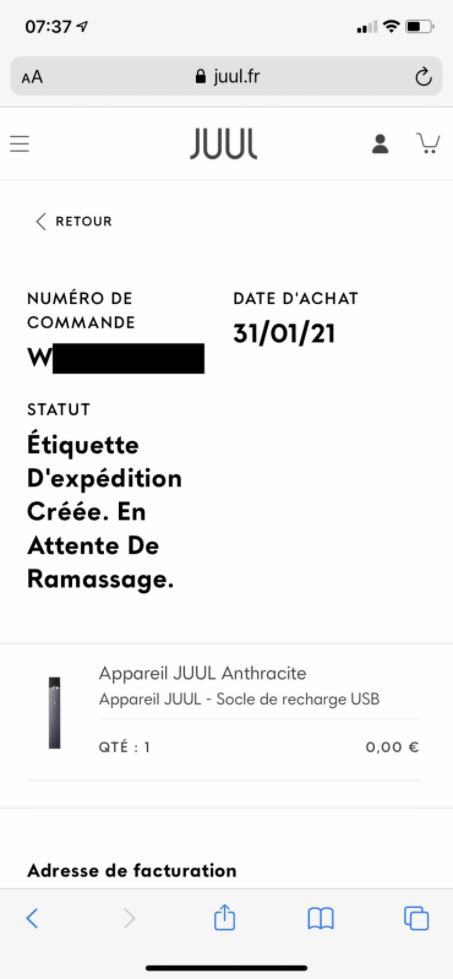 07:37
AA
juul.fr
JUUL
RETOUR
NUMÉRO DE
COMMANDE
W
DATE D'ACHAT
31/01/21
STATUT
Étiquette
D'expédition
Créée. En
Attente De
Ramassage.
Appareil JUUL Anthracite
Appareil JUUL - Socle de recharge USB
QTÉ : 1
0,00 €
Adresse de facturation